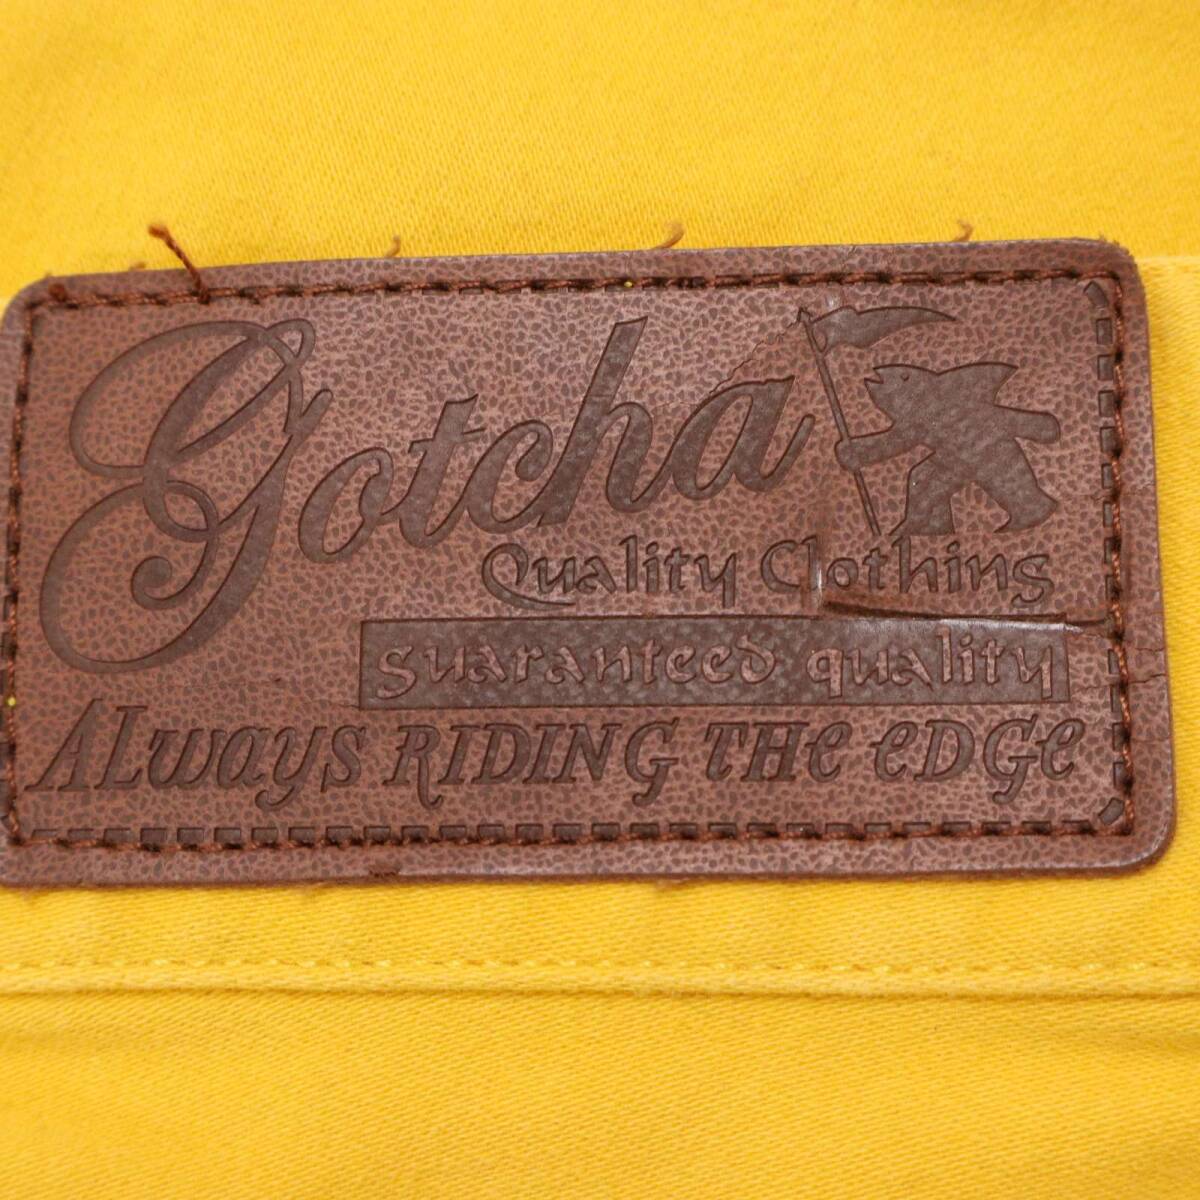 Gotcha
Quality Clothing
guaranteed quality
ALways RIDING THe eDGe